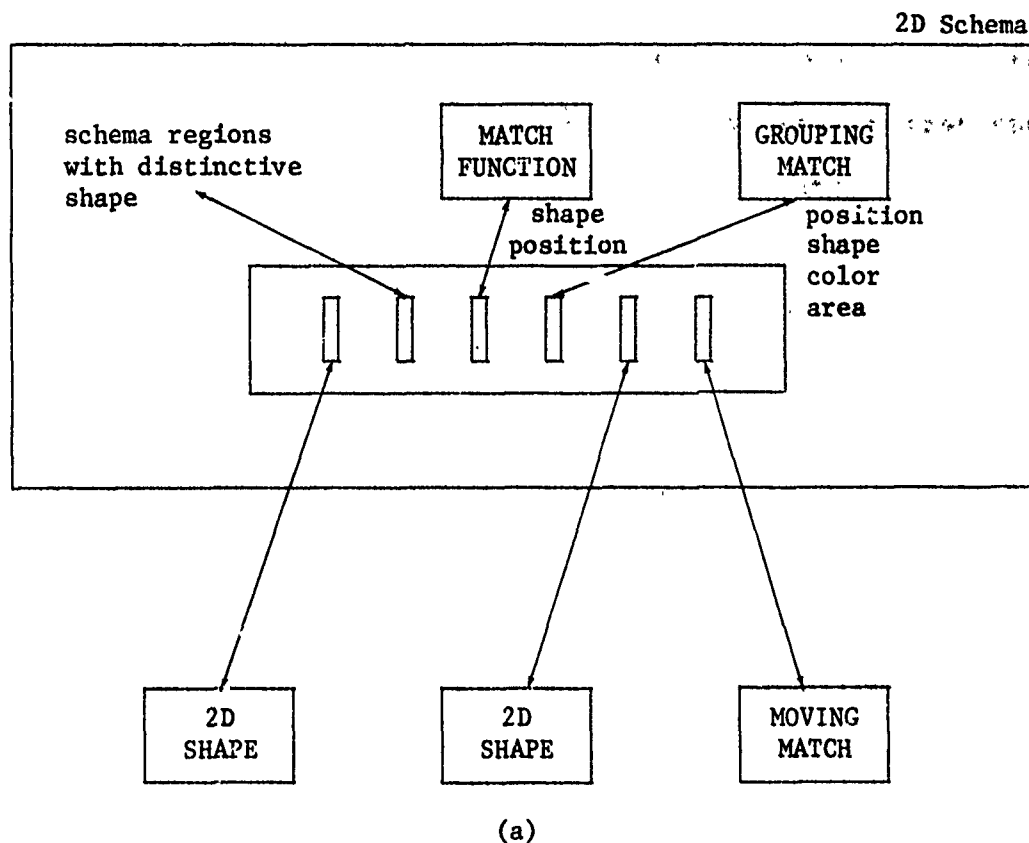 2D Schema
schema regions
with distinctive
shape
MATCH
FUNCTION
GROUPING
MATCH
shape
position
position
shape
color
area
2D
SHAPE
2D
SHAPE
MOVING
MATCH
(a)